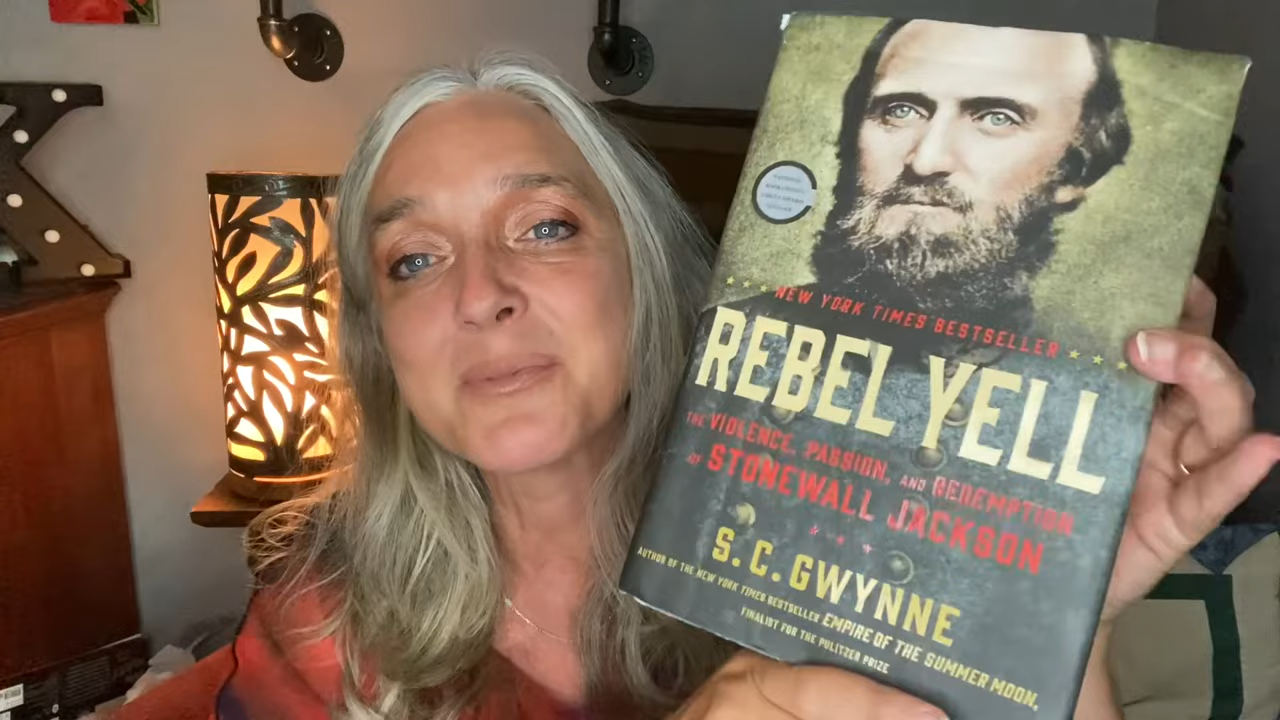 NEW YORK TIMES BESTSELLER
REBEL YELL
THE VIOLENCE, PASSION, AND REDEMPTION
OF STONEWALL JACKSON
S. C. GWYNNE
AUTHOR OF THE NEW YORK TIMES BESTSELLER EMPIRE OF THE SUMMER MOON,
FINALIST FOR THE PULITZER PRIZE